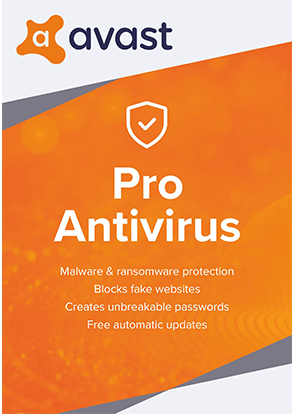 a avast
Pro
Antivirus
Malware & ransomware protection
Blocks fake websites
Creates unbreakable passwords
Free automatic updates